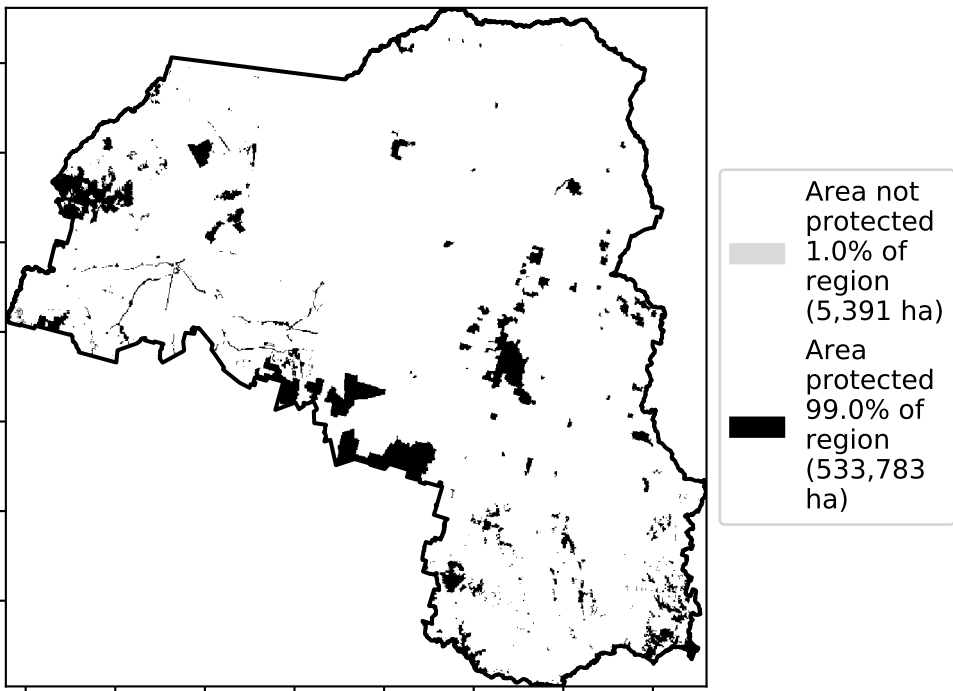 Area not
protected
1.0% of
region
(5,391 ha)
Area
protected
99.0% of
region
(533,783
ha)